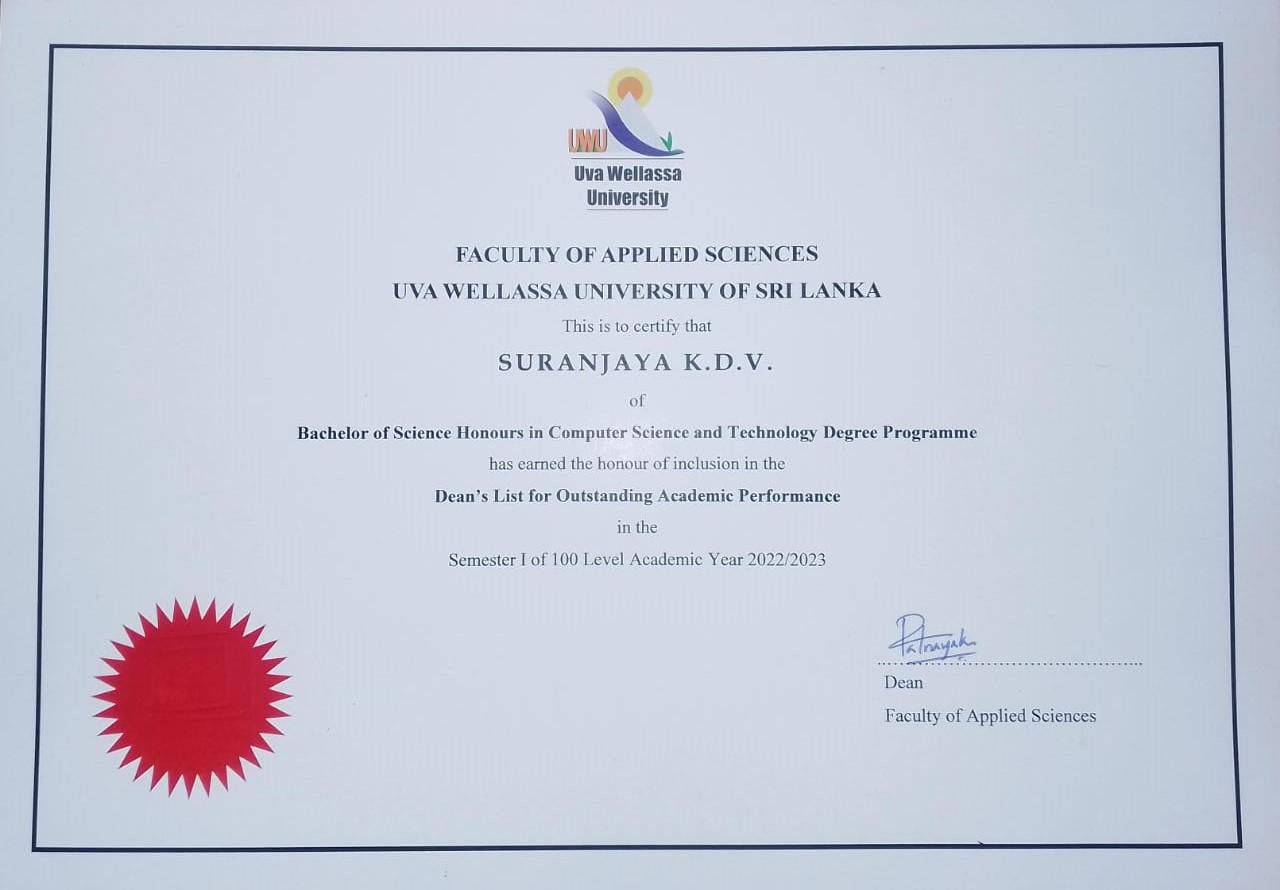 UWU
Uva Wellassa
University
FACULTY OF APPLIED SCIENCES
UVA WELLASSA UNIVERSITY OF SRI LANKA
This is to certify that
SURANJAYA K.D.V.
of
Bachelor of Science Honours in Computer Science and Technology Degree Programme
has earned the honour of inclusion in the
Dean's List for Outstanding Academic Performance
in the
Semester I of 100 Level Academic Year 2022/2023
Dean
Faculty of Applied Sciences